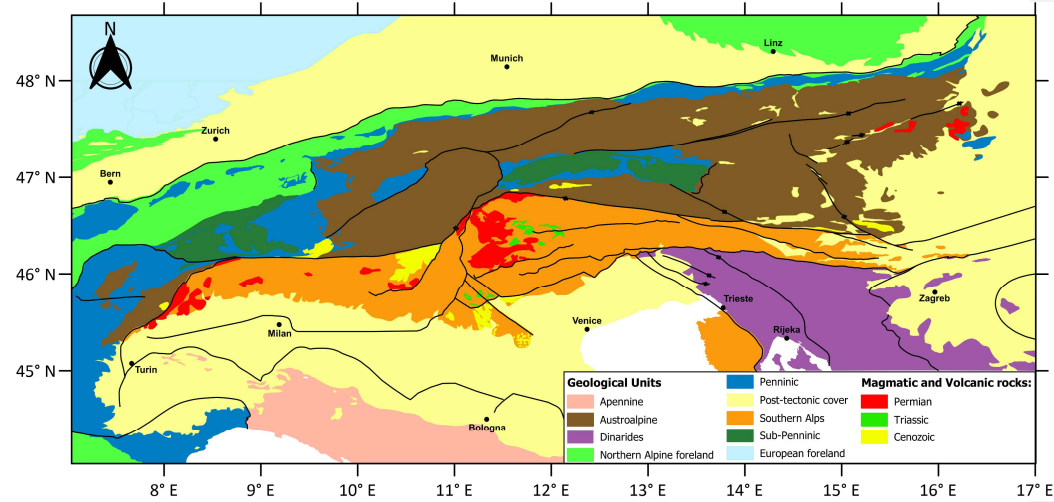 N
Linz
Munich
48° N
Zurich
Bern
47° N
46° N
Zagreb
Trieste
Venice
Milan
Rijeka
45° N
Turin
Bologna
Geological Units
Apennine
Austroalpine
Dinarides
Northern Alpine foreland
Penninic
Post-tectonic cover
Southern Alps
Sub-Penninic
European foreland
Magmatic and Volcanic rocks:
Permian
Triassic
Cenozoic
8° E 9° E 10° E 11° E 12° E 13° E 14° E 15° E 16° E 17° E